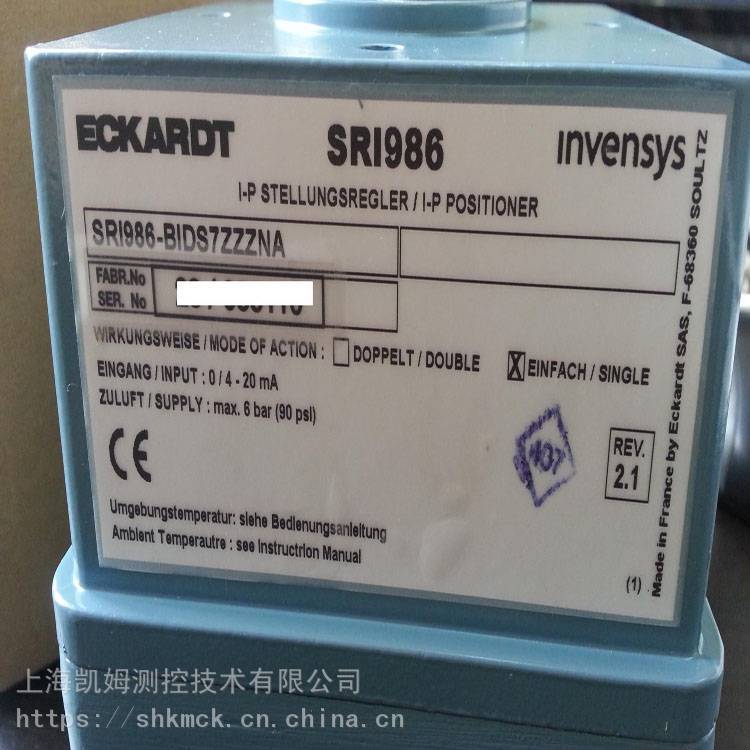 ECKARDT SRI986 invensys
I-P STELLUNGSREGLER / I-P POSITIONER
SRI986-BIDS7ZZZNA
FABR.No
SER. No
WIRKUNGSWEISE / MODE OF ACTION : DOPPELT / DOUBLE X EINFACH / SINGLE
EINGANG / INPUT : 0 / 4 - 20 mA
ZULUFT / SUPPLY : max. 6 bar (90 psi)
CE
407
REV.
2.1
Umgebungstemperatur: siehe Bedienungsanleitung
Ambient Temperautre : see Instructrion Manual
(1)
Made in France by Eckardt SAS, F-68360 SOULTZ
上海凯姆测控技术有限公司
https://shkmck.cn.china.cn/